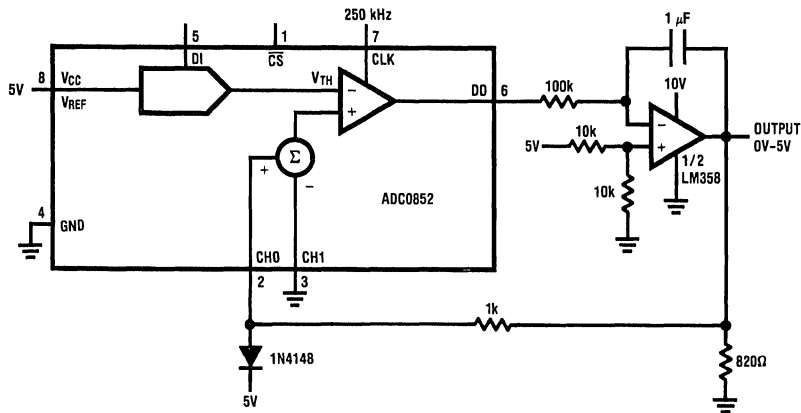 250 kHz
1 µF
5
1
7
DI
CS
CLK
8
VCC
5V
VREF
VTH
−
+
DO
6
100k
10V
−
+
OUTPUT
0V-5V
1/2
LM358
10k
5V
10k
Σ
+
−
ADC0852
4
GND
CH0
CH1
2
3
1k
1N4148
5V
820Ω